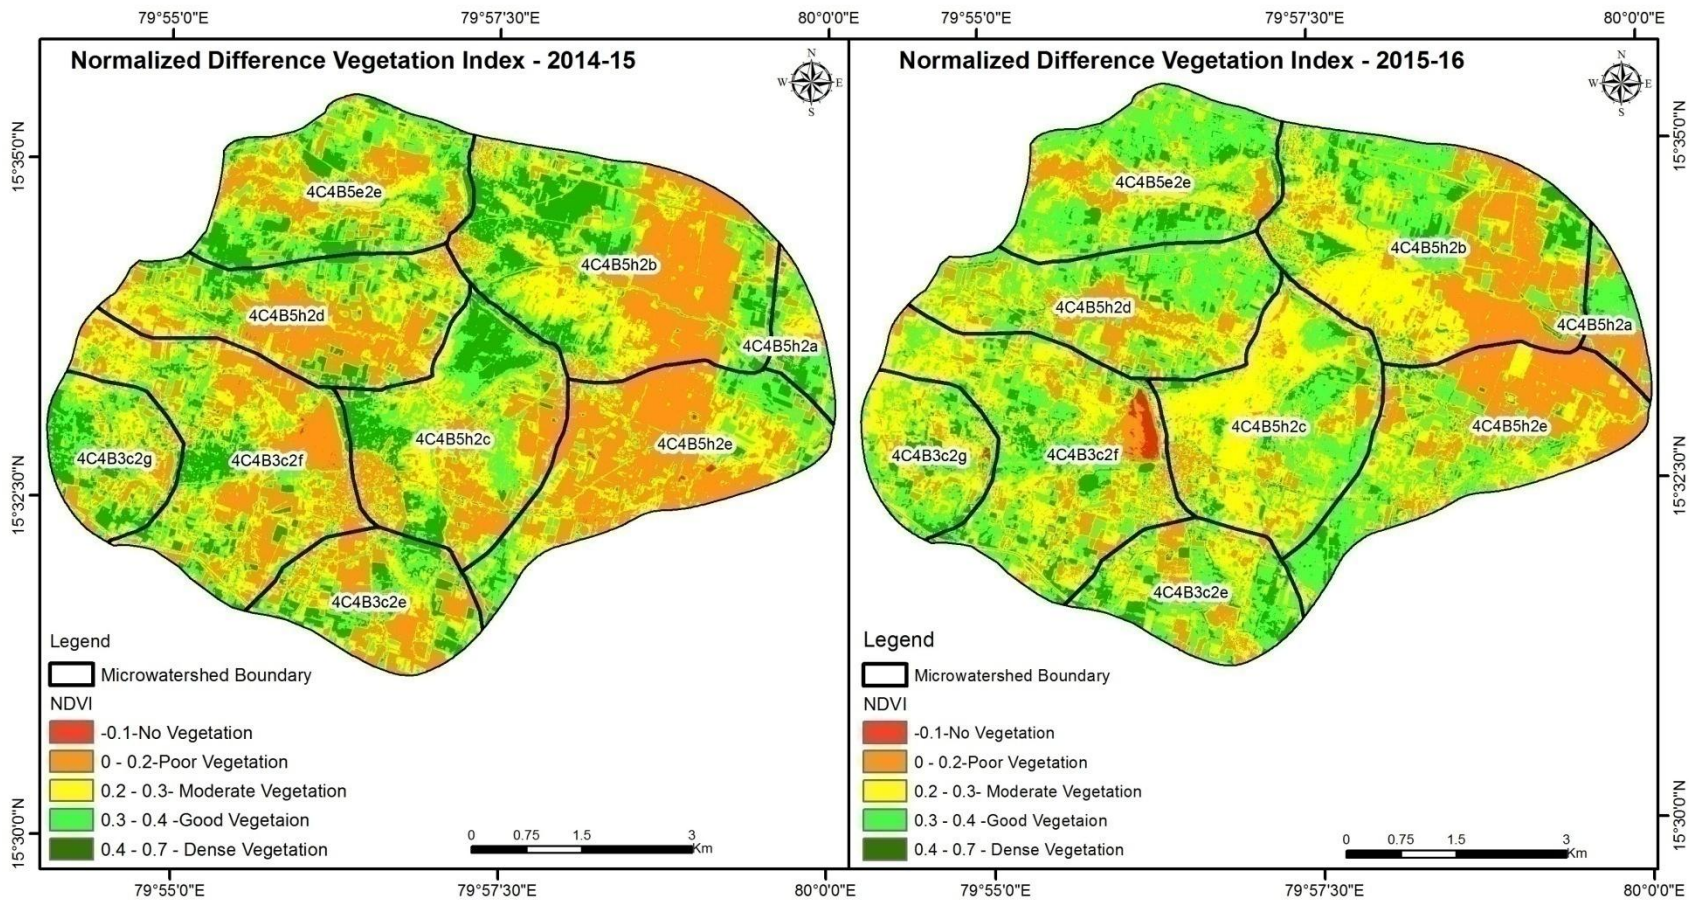 79°55'0"E 79°57'30"E 80°0'0"E 79°55'0"E 79°57'30"E 80°0'0"E
Normalized Difference Vegetation Index - 2014-15
N
W E
S
15°35'0"N
4C4B5e2e
4C4B5h2b
4C4B5h2d
4C4B5h2a
4C4B5h2c
4C4B5h2e
4C4B3c2g
4C4B3c2f
15°32'30"N
4C4B3c2e
Legend
Microwatershed Boundary
NDVI
-0.1-No Vegetation
0 - 0.2-Poor Vegetation
0.2 - 0.3- Moderate Vegetation
0.3 - 0.4 -Good Vegetaion
0.4 - 0.7 - Dense Vegetation
15°30'0"N
0 0.75 1.5 3
Km
Normalized Difference Vegetation Index - 2015-16
N
W E
S
15°35'0"N
4C4B5e2e
4C4B5h2b
4C4B5h2d
4C4B5h2a
4C4B5h2c
4C4B5h2e
4C4B3c2g
4C4B3c2f
15°32'30"N
4C4B3c2e
Legend
Microwatershed Boundary
NDVI
-0.1-No Vegetation
0 - 0.2-Poor Vegetation
0.2 - 0.3- Moderate Vegetation
0.3 - 0.4 -Good Vegetaion
0.4 - 0.7 - Dense Vegetation
15°30'0"N
0 0.75 1.5 3
Km
79°55'0"E 79°57'30"E 80°0'0"E 79°55'0"E 79°57'30"E 80°0'0"E